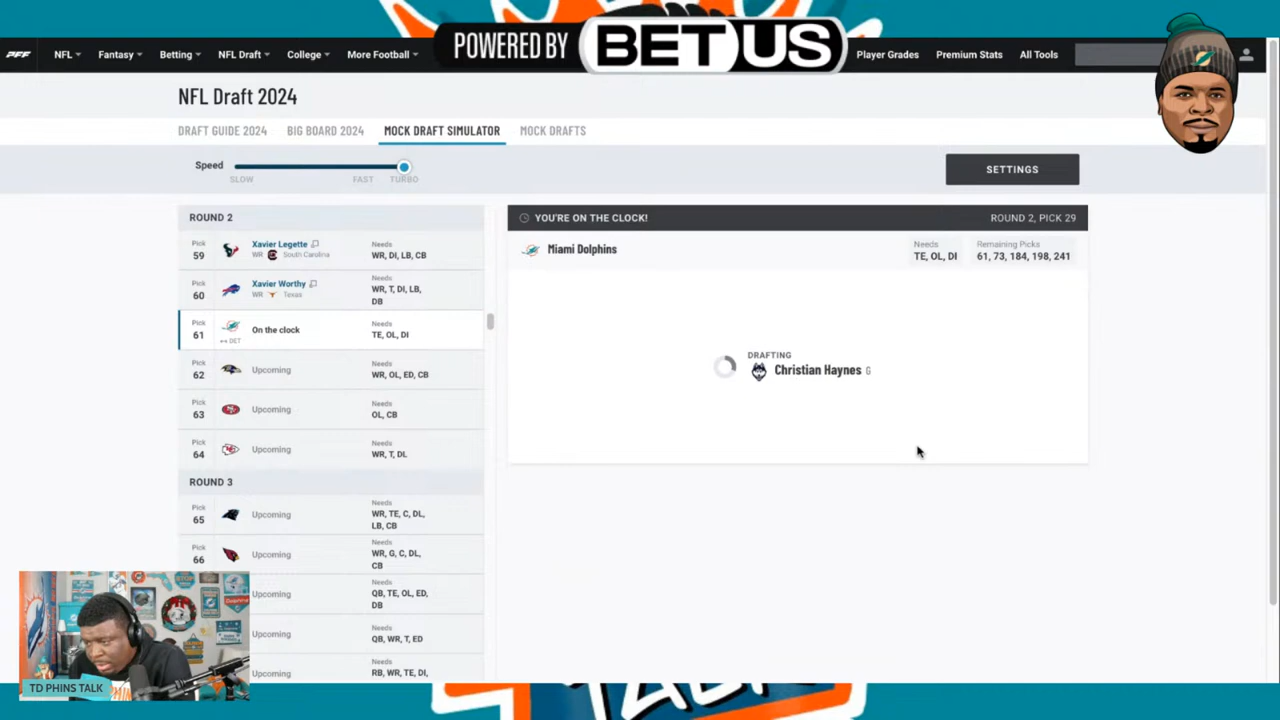 POWERED BY BETUS
PFF NFL Fantasy Betting NFL Draft College More Football Player Grades Premium Stats All Tools
NFL Draft 2024
DRAFT GUIDE 2024 BIG BOARD 2024 MOCK DRAFT SIMULATOR MOCK DRAFTS
Speed
SLOW FAST TURBO
SETTINGS
ROUND 2
Pick 59
Xavier Legette
WR South Carolina
Needs
WR, DI, LB, CB
Pick 60
Xavier Worthy
WR Texas
Needs
WR, T, DI, LB,
DB
Pick 61
↔ DET
On the clock
Needs
TE, OL, DI
Pick 62
Upcoming
Needs
WR, OL, ED, CB
Pick 63
Upcoming
Needs
OL, CB
Pick 64
Upcoming
Needs
WR, T, DL
ROUND 3
Pick 65
Upcoming
Needs
WR, TE, C, DL,
LB, CB
Pick 66
Upcoming
Needs
WR, G, C, DL,
CB
Upcoming
Needs
QB, TE, OL, ED,
DB
Upcoming
Needs
QB, WR, T, ED
Upcoming
Needs
RB, WR, TE, DI,
YOU'RE ON THE CLOCK! ROUND 2, PICK 29
Miami Dolphins
Needs
TE, OL, DI
Remaining Picks
61, 73, 184, 198, 241
DRAFTING
Christian Haynes G
TD PHINS TALK
TALK